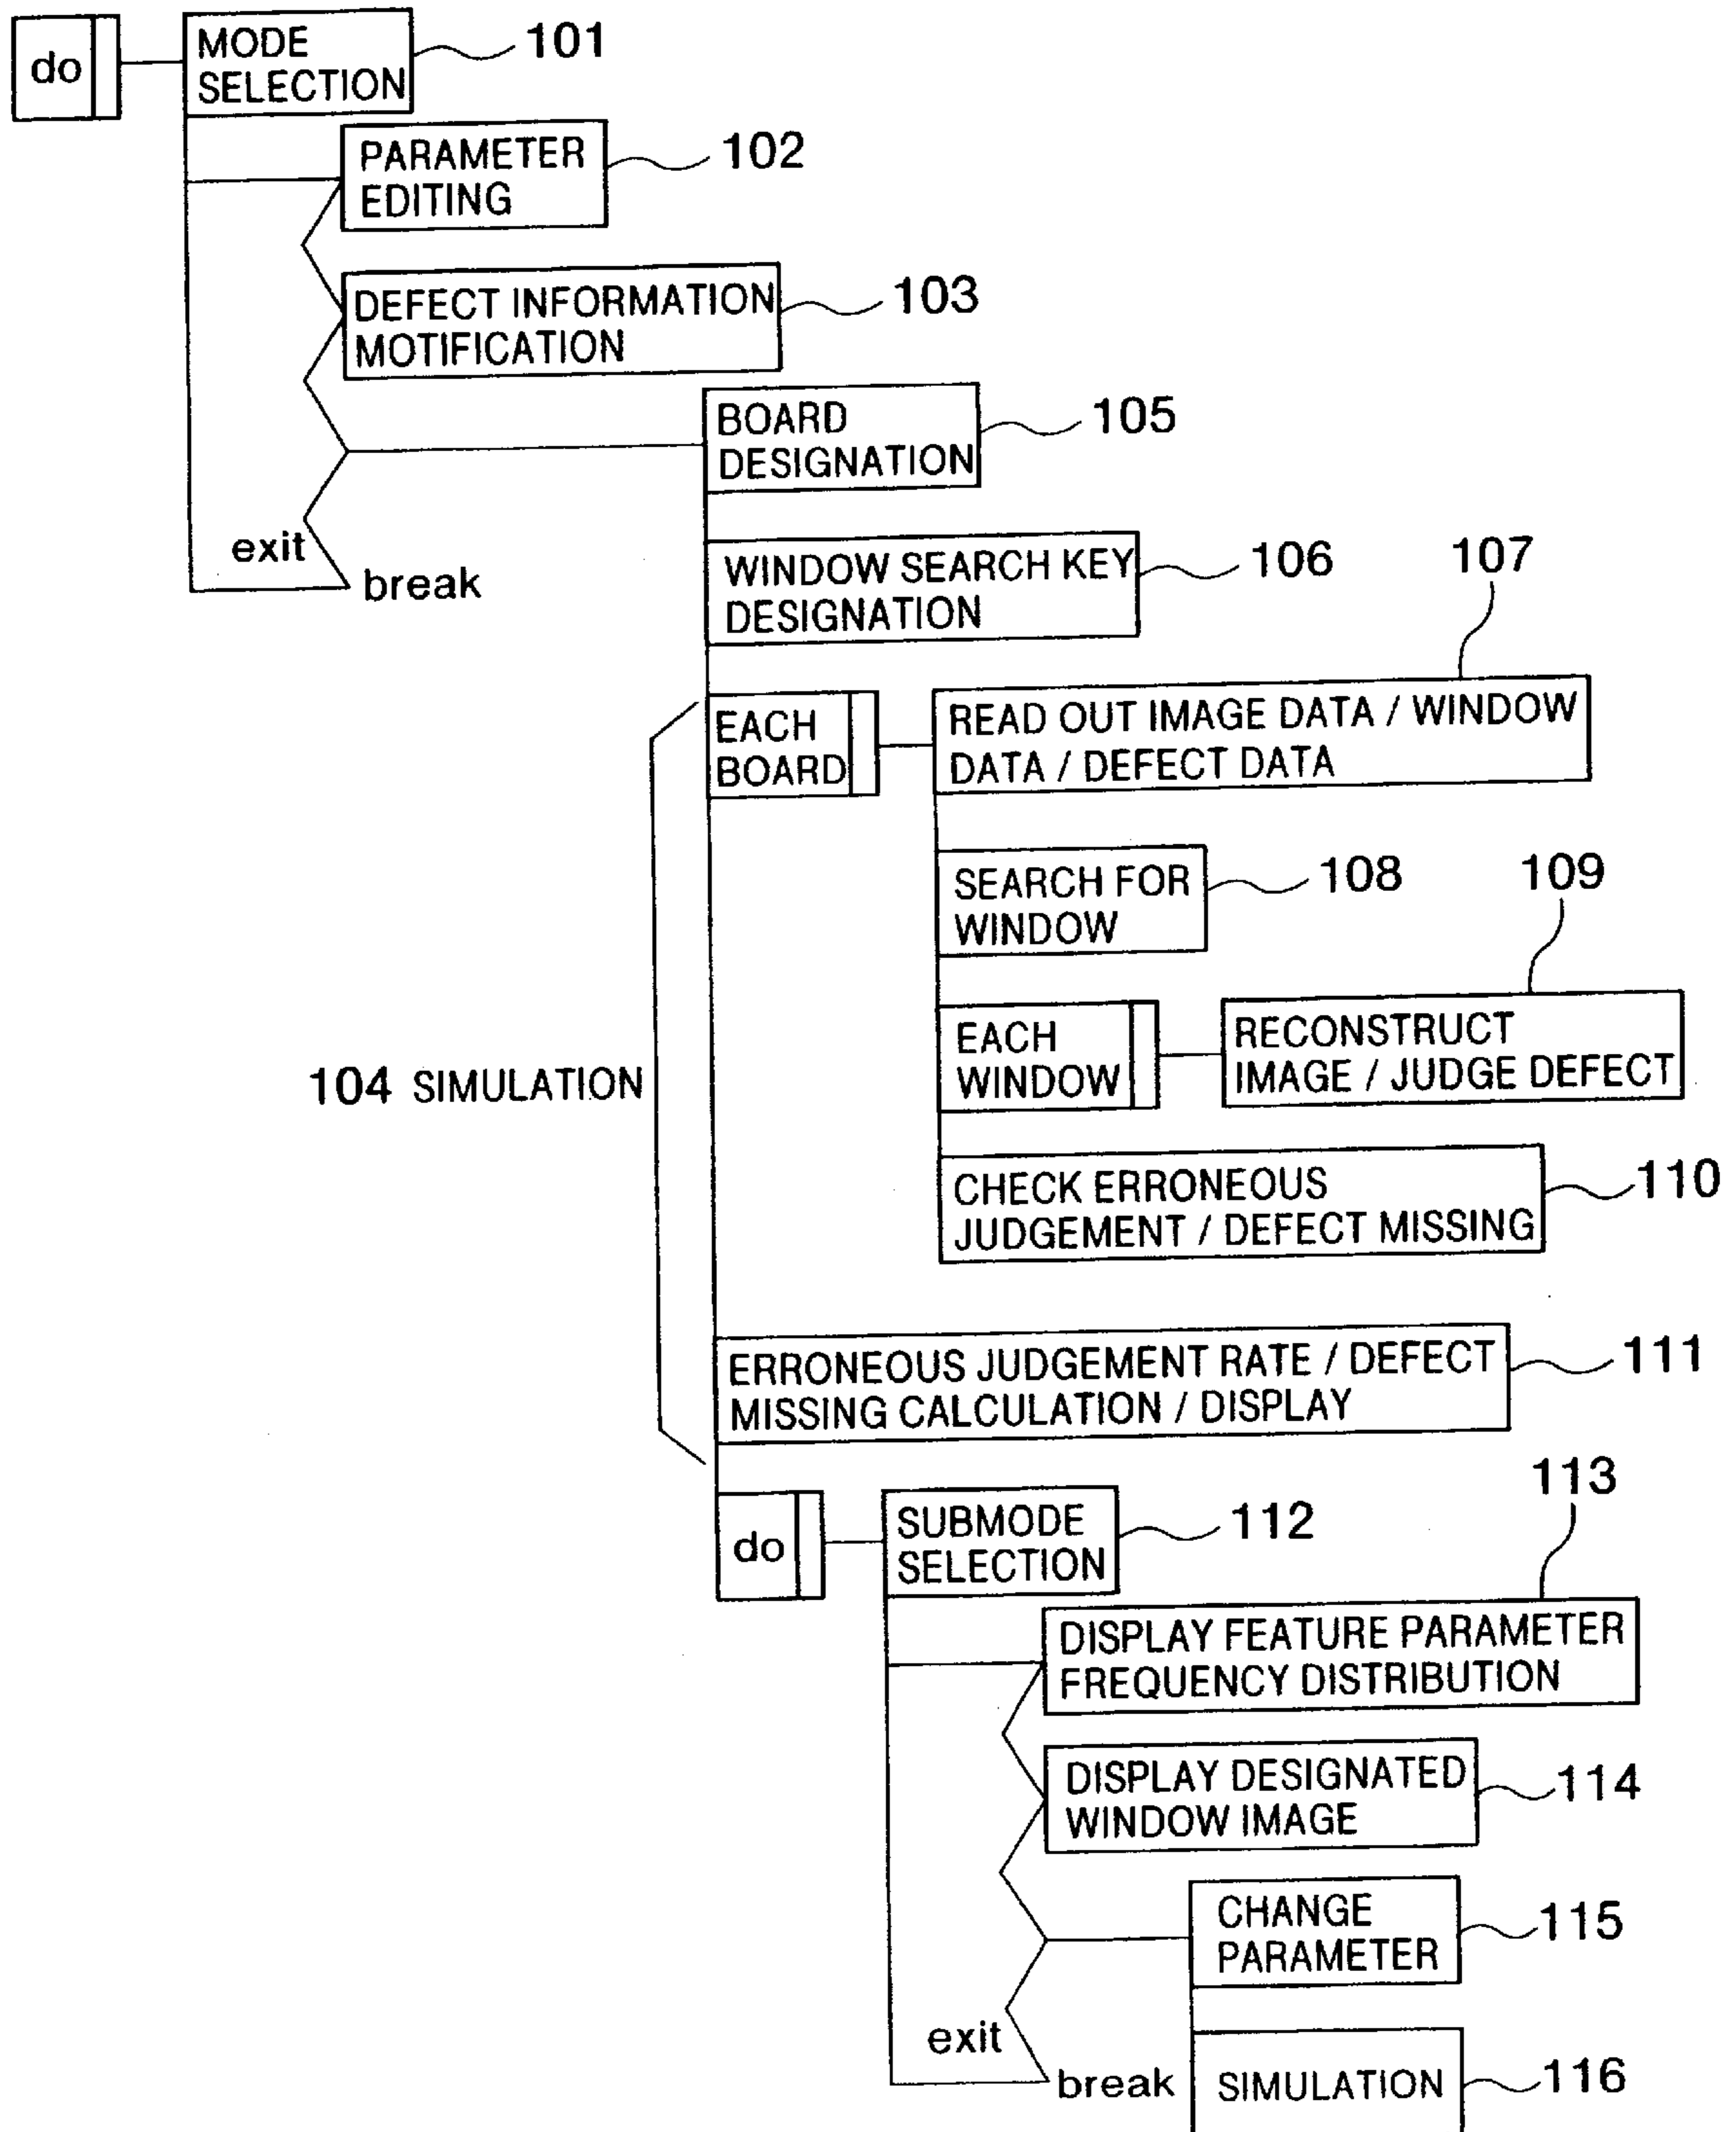 do
MODE
SELECTION
101
PARAMETER
EDITING
102
DEFECT INFORMATION
MOTIFICATION
103
BOARD
DESIGNATION
105
exit
break
WINDOW SEARCH KEY
DESIGNATION
106
107
EACH
BOARD
READ OUT IMAGE DATA / WINDOW
DATA / DEFECT DATA
SEARCH FOR
WINDOW
108
109
EACH
WINDOW
RECONSTRUCT
IMAGE / JUDGE DEFECT
104 SIMULATION
CHECK ERRONEOUS
JUDGEMENT / DEFECT MISSING
110
ERRONEOUS JUDGEMENT RATE / DEFECT
MISSING CALCULATION / DISPLAY
111
do
SUBMODE
SELECTION
112
113
DISPLAY FEATURE PARAMETER
FREQUENCY DISTRIBUTION
DISPLAY DESIGNATED
WINDOW IMAGE
114
CHANGE
PARAMETER
115
exit
break
SIMULATION
116